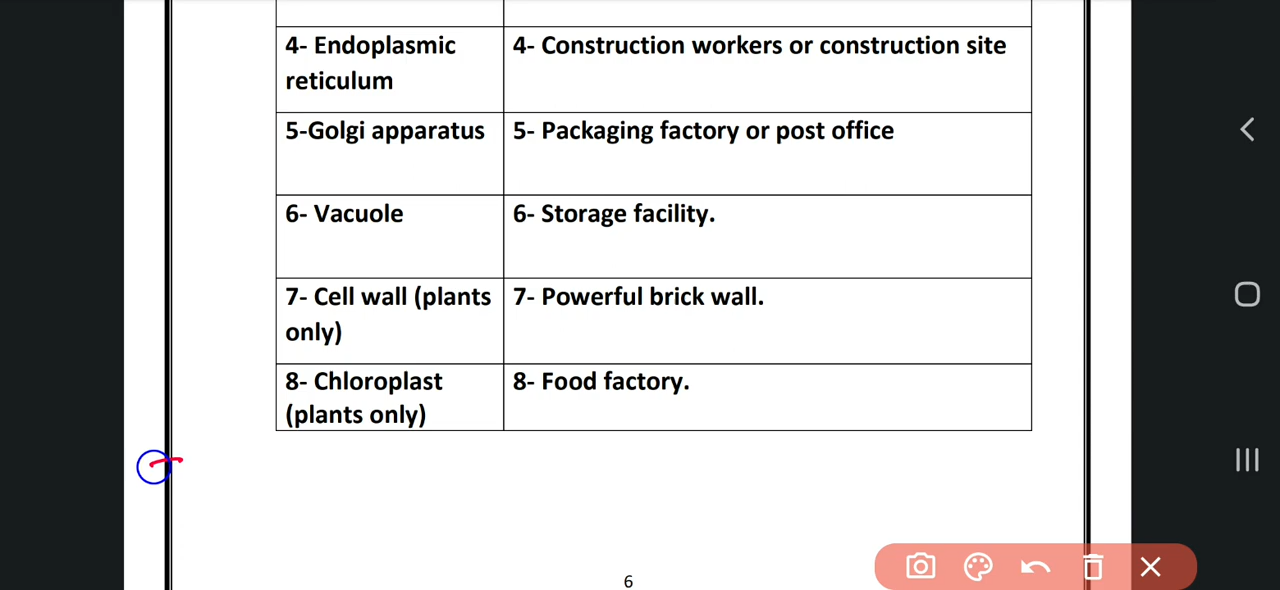 4- Endoplasmic
reticulum
4- Construction workers or construction site
5-Golgi apparatus
5- Packaging factory or post office
6- Vacuole
6- Storage facility.
7- Cell wall (plants
only)
7- Powerful brick wall.
8- Chloroplast
(plants only)
8- Food factory.
6